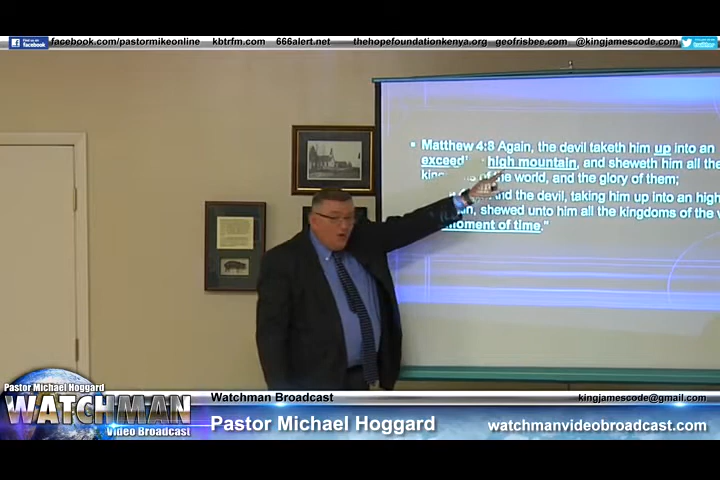 facebook.com/pastormikeonline kbtrfm.com 666alert.net thehopefoundationkenya.org geofrisbee.com @kingjamescode.com
Matthew 4:8 Again, the devil taketh him up into an
high mountain, and sheweth him all the
the world, and the glory of them;
And the devil, taking him up into an high
shewed unto him all the kingdoms of the
moment of time."
Pastor Michael Hoggard
WATCHMAN
Video Broadcast
Watchman Broadcast
kingjamescode@gmail.com
Pastor Michael Hoggard
watchmanvideobroadcast.com